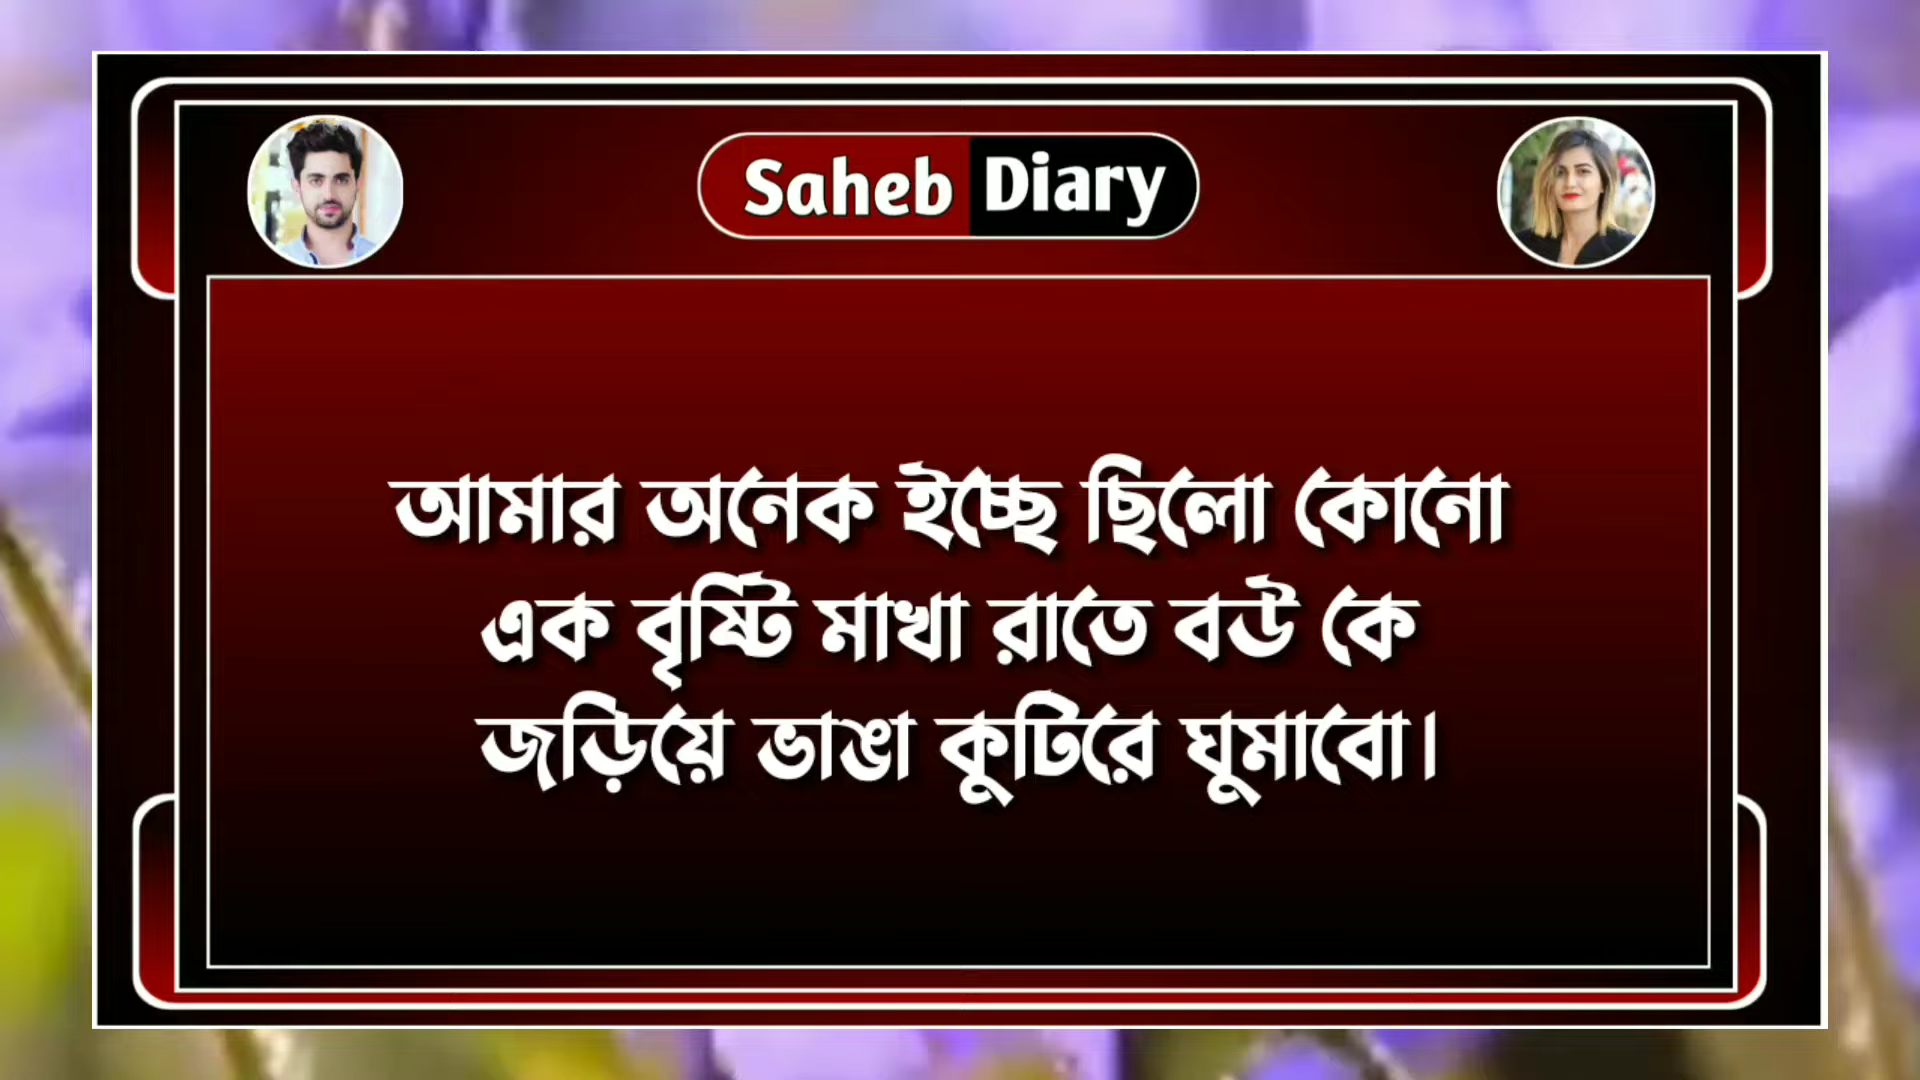 Saheb Diary
আমার অনেক ইচ্ছে ছিলো কোনো
এক বৃষ্টি মাখা রাতে বউ কে
জড়িয়ে ভাঙা কুটিরে ঘুমাবো।